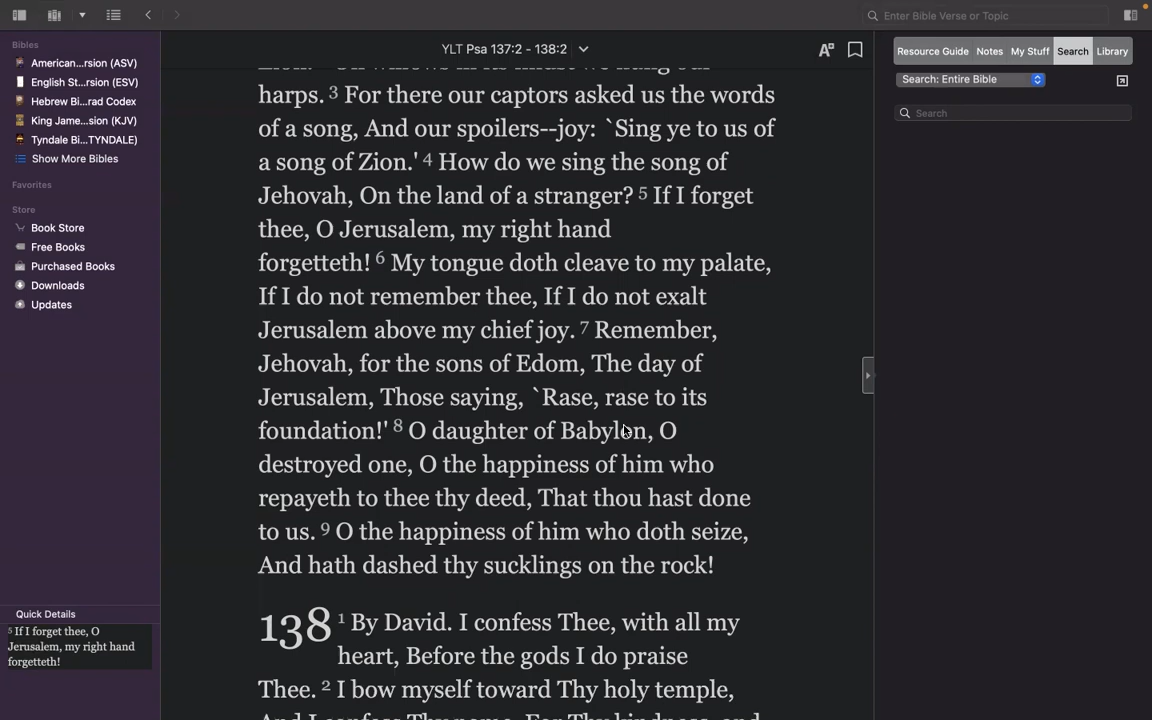 Enter Bible Verse or Topic
Bibles
American...rsion (ASV)
English St...rsion (ESV)
Hebrew Bi...rad Codex
King Jame...sion (KJV)
Tyndale Bi...TYNDALE)
Show More Bibles
Favorites
Store
Book Store
Free Books
Purchased Books
Downloads
Updates
Quick Details
5 If I forget thee, O
Jerusalem, my right hand
forgetteth!
YLT Psa 137:2 - 138:2
harps. 3 For there our captors asked us the words
of a song, And our spoilers--joy: `Sing ye to us of
a song of Zion.' 4 How do we sing the song of
Jehovah, On the land of a stranger? 5 If I forget
thee, O Jerusalem, my right hand
forgetteth! 6 My tongue doth cleave to my palate,
If I do not remember thee, If I do not exalt
Jerusalem above my chief joy. 7 Remember,
Jehovah, for the sons of Edom, The day of
Jerusalem, Those saying, `Rase, rase to its
foundation!' 8 O daughter of Babylon, O
destroyed one, O the happiness of him who
repayeth to thee thy deed, That thou hast done
to us. 9 O the happiness of him who doth seize,
And hath dashed thy sucklings on the rock!
138 1 By David. I confess Thee, with all my
heart, Before the gods I do praise
Thee. 2 I bow myself toward Thy holy temple,
Resource Guide Notes My Stuff Search Library
Search: Entire Bible
Search